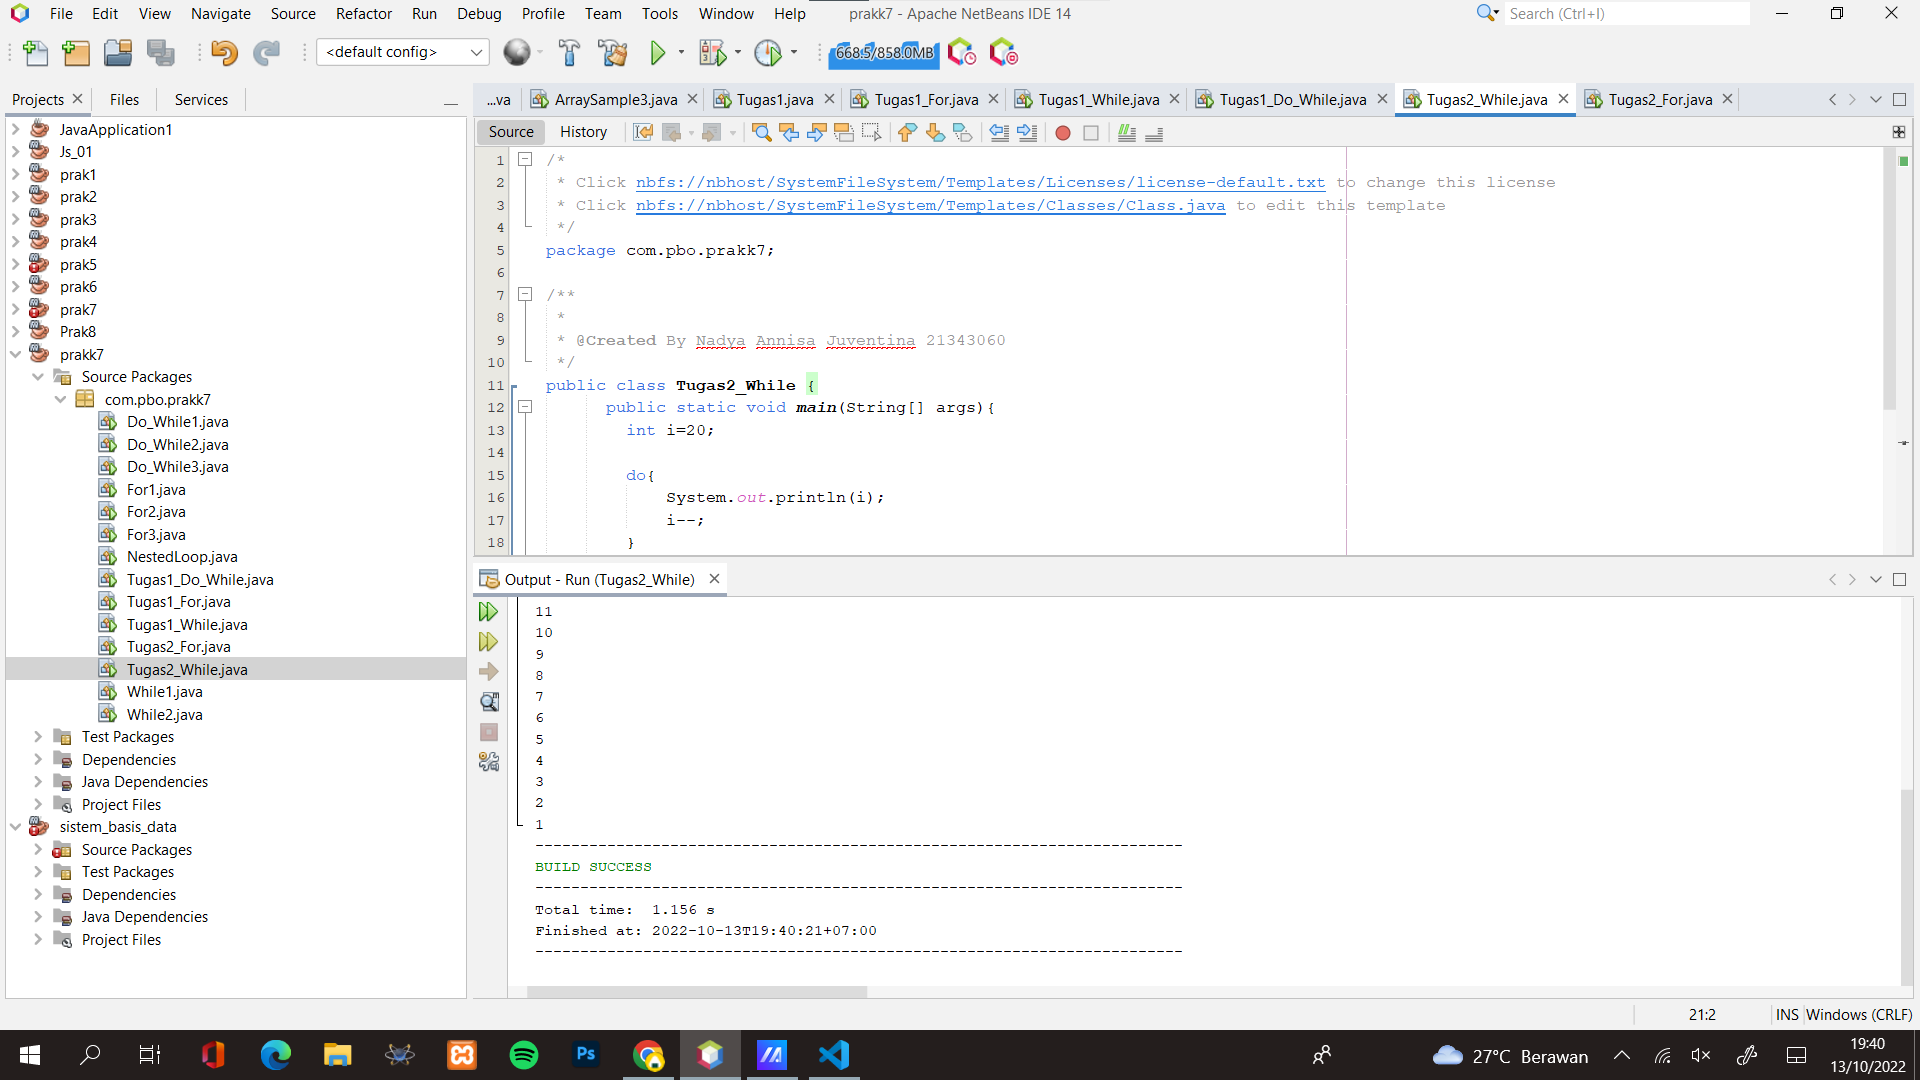 File Edit View Navigate Source Refactor Run Debug Profile Team Tools Window Help prakk7 - Apache NetBeans IDE 14 Search (Ctrl+I)
<default config> 668.5/858.0MB
Projects Files Services
JavaApplication1
Js_01
prak1
prak2
prak3
prak4
prak5
prak6
prak7
Prak8
prakk7
Source Packages
com.pbo.prakk7
Do_While1.java
Do_While2.java
Do_While3.java
For1.java
For2.java
For3.java
NestedLoop.java
Tugas1_Do_While.java
Tugas1_For.java
Tugas1_While.java
Tugas2_For.java
Tugas2_While.java
While1.java
While2.java
Test Packages
Dependencies
Java Dependencies
Project Files
sistem_basis_data
Source Packages
Test Packages
Dependencies
Java Dependencies
Project Files
...va ArraySample3.java Tugas1.java Tugas1_For.java Tugas1_While.java Tugas1_Do_While.java Tugas2_While.java Tugas2_For.java
Source History
1 /*
2 * Click nbfs://nbhost/SystemFileSystem/Templates/Licenses/license-default.txt to change this license
3 * Click nbfs://nbhost/SystemFileSystem/Templates/Classes/Class.java to edit this template
4 */
5 package com.pbo.prakk7;
6
7 /**
8 *
9 * @Created By Nadya Annisa Juventina 21343060
10 */
11 public class Tugas2_While {
12 public static void main(String[] args){
13 int i=20;
14
15 do{
16 System.out.println(i);
17 i--;
18 }
Output - Run (Tugas2_While)
11
10
9
8
7
6
5
4
3
2
1
------------------------------------------------------------------------
BUILD SUCCESS
------------------------------------------------------------------------
Total time: 1.156 s
Finished at: 2022-10-13T19:40:21+07:00
------------------------------------------------------------------------
21:2 INS Windows (CRLF)
Ps
27°C Berawan
19:40
13/10/2022